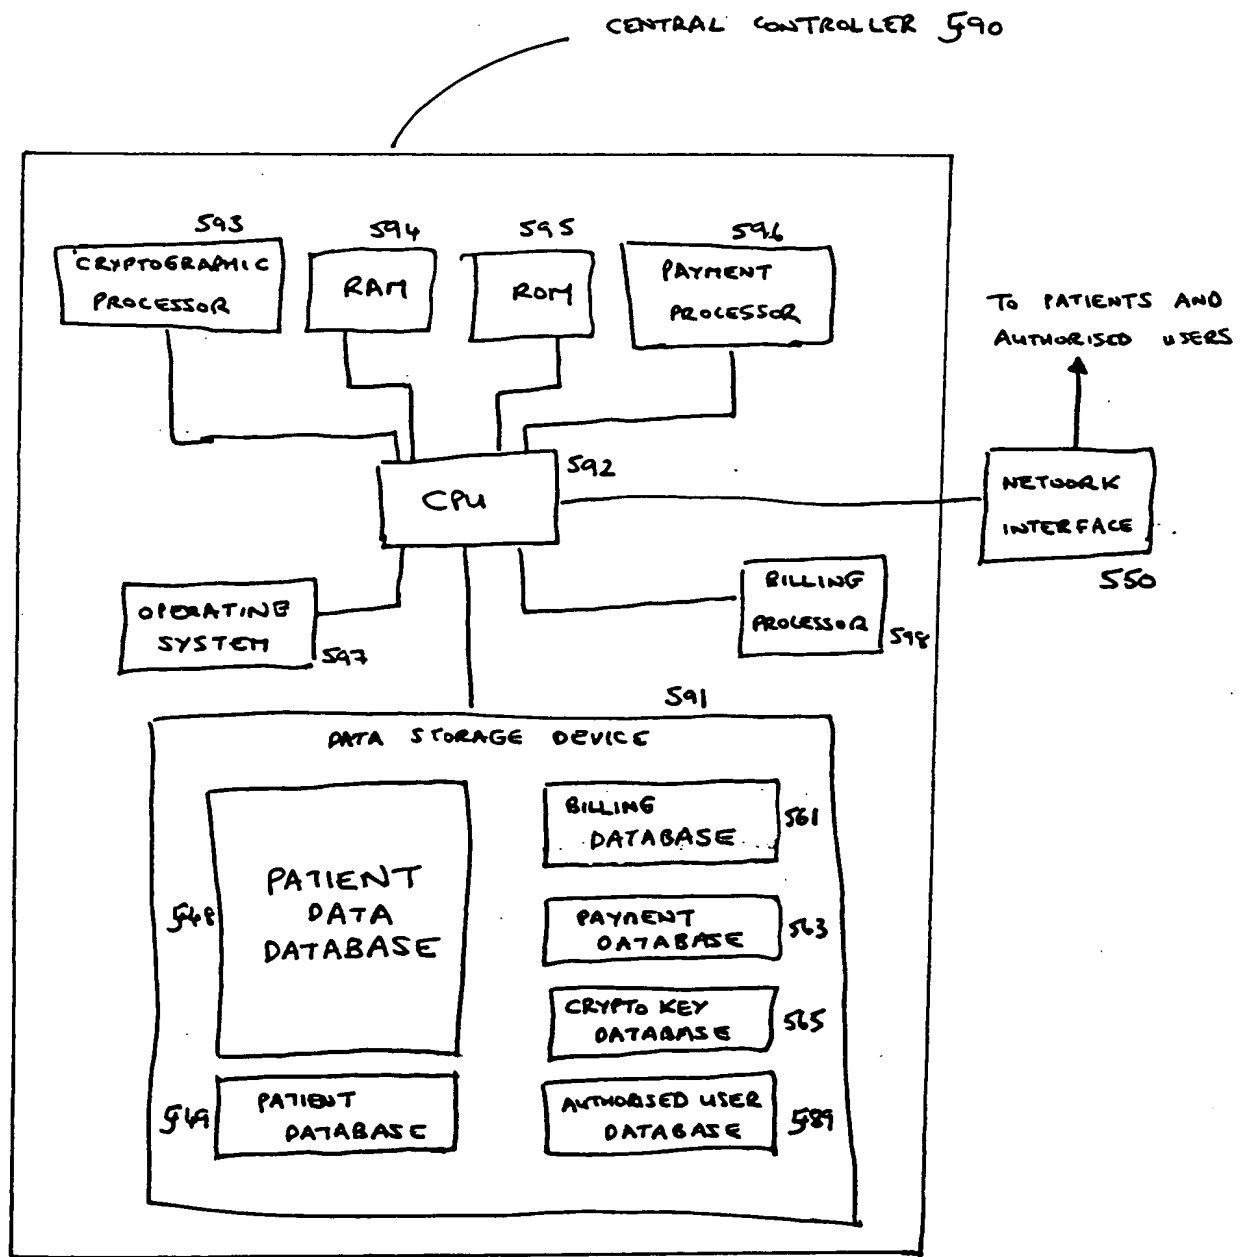 CENTRAL CONTROLLER 590
593
CRYPTOGRAPHIC
PROCESSOR
594
RAM
595
ROM
596
PAYMENT
PROCESSOR
TO PATIENTS AND
AUTHORISED USERS
592
CPU
NETWORK
INTERFACE
550
OPERATING
SYSTEM
597
BILLING
PROCESSOR
598
591
DATA STORAGE DEVICE
PATIENT
DATA
DATABASE
548
BILLING
DATABASE
561
PAYMENT
DATABASE
563
CRYPTO KEY
DATABASE
565
549
PATIENT
DATABASE
AUTHORISED USER
DATABASE
589